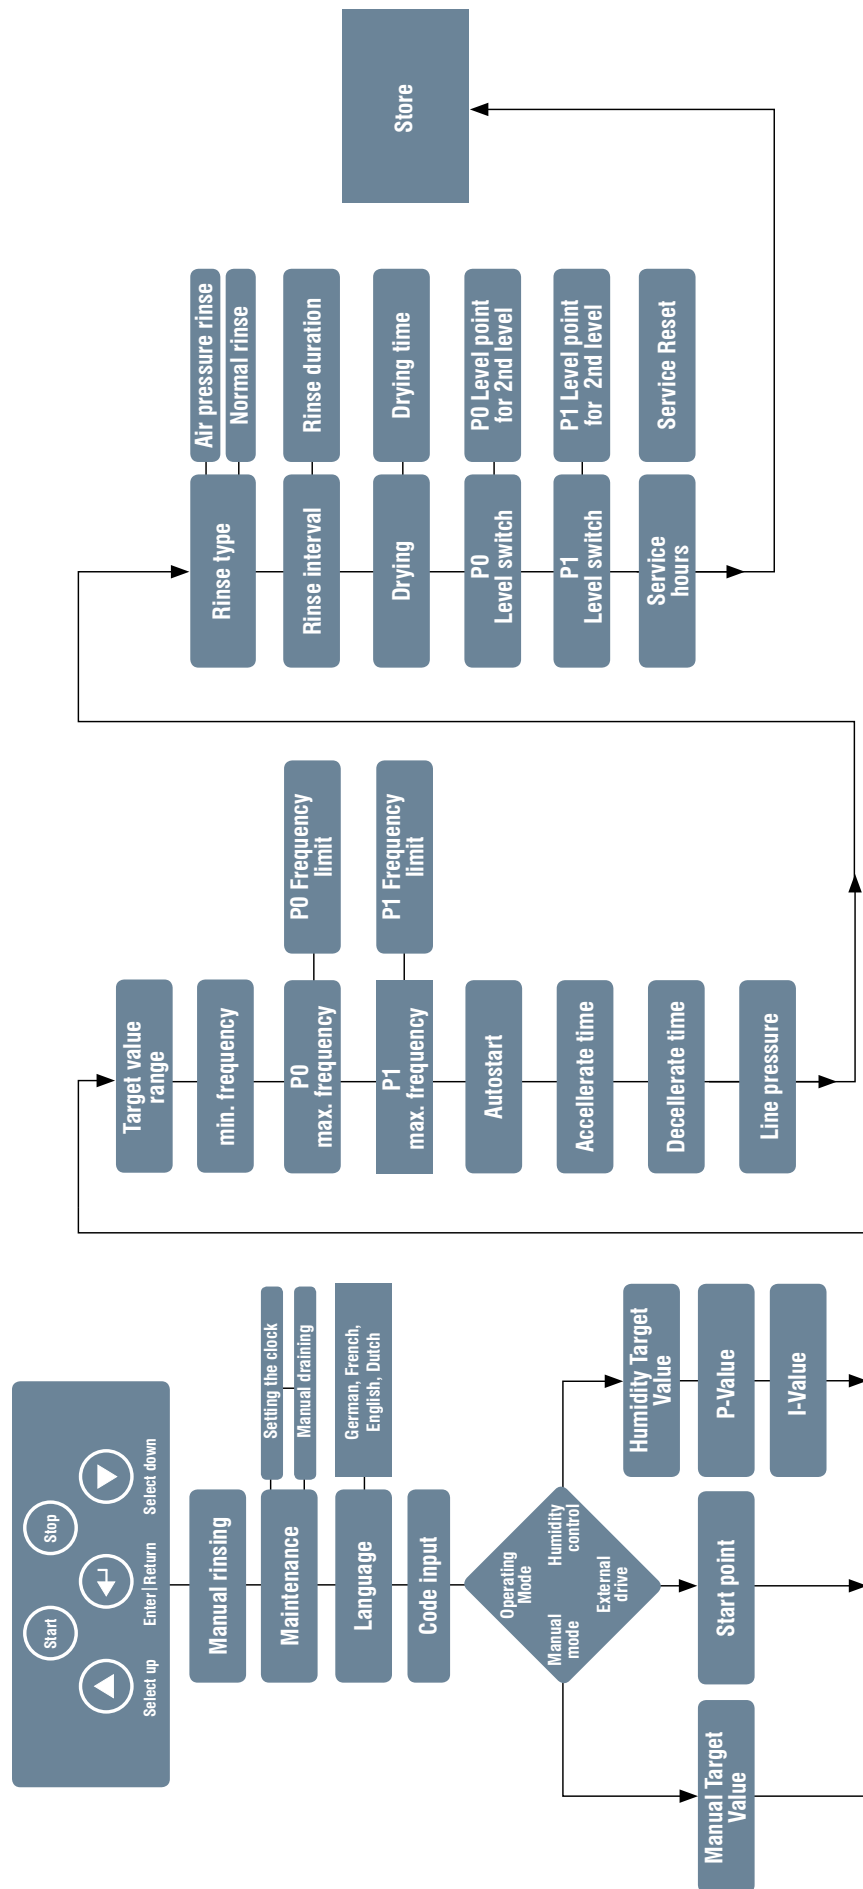 Start
Stop
Select up
Enter|Return
Select down
Manual rinsing
Maintenance
Setting the clock
Manual draining
Language
German, French,
English, Dutch
Code input
Operating
Mode
Manual
mode
External
drive
Humidity
control
Manual Target
Value
Start point
Humidity Target
Value
P-Value
I-Value
Target value
range
min. frequency
P0
max. frequency
P0 Frequency
limit
P1
max. frequency
P1 Frequency
limit
Autostart
Accellerate time
Decellerate time
Line pressure
Rinse type
Air pressure rinse
Normal rinse
Rinse interval
Rinse duration
Drying
Drying time
P0
Level switch
P0 Level point
for 2nd level
P1
Level switch
P1 Level point
for 2nd level
Service
hours
Service Reset
Store